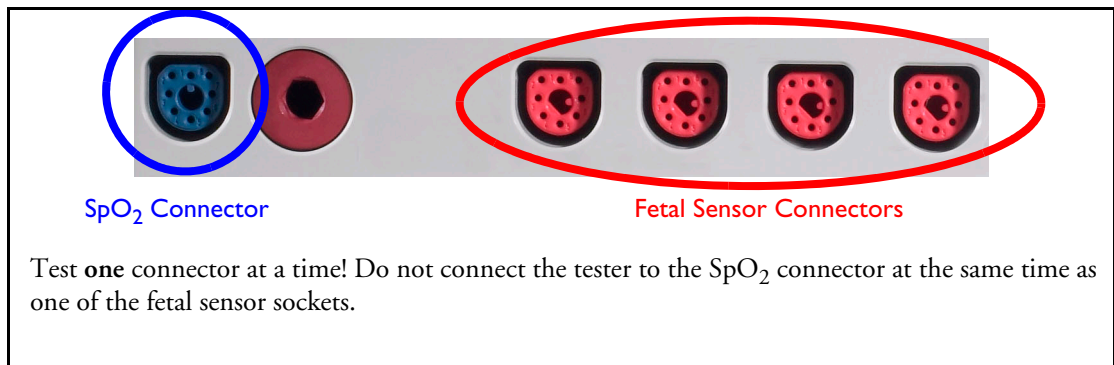 SpO₂ Connector
Fetal Sensor Connectors
Test one connector at a time! Do not connect the tester to the SpO₂ connector at the same time as
one of the fetal sensor sockets.